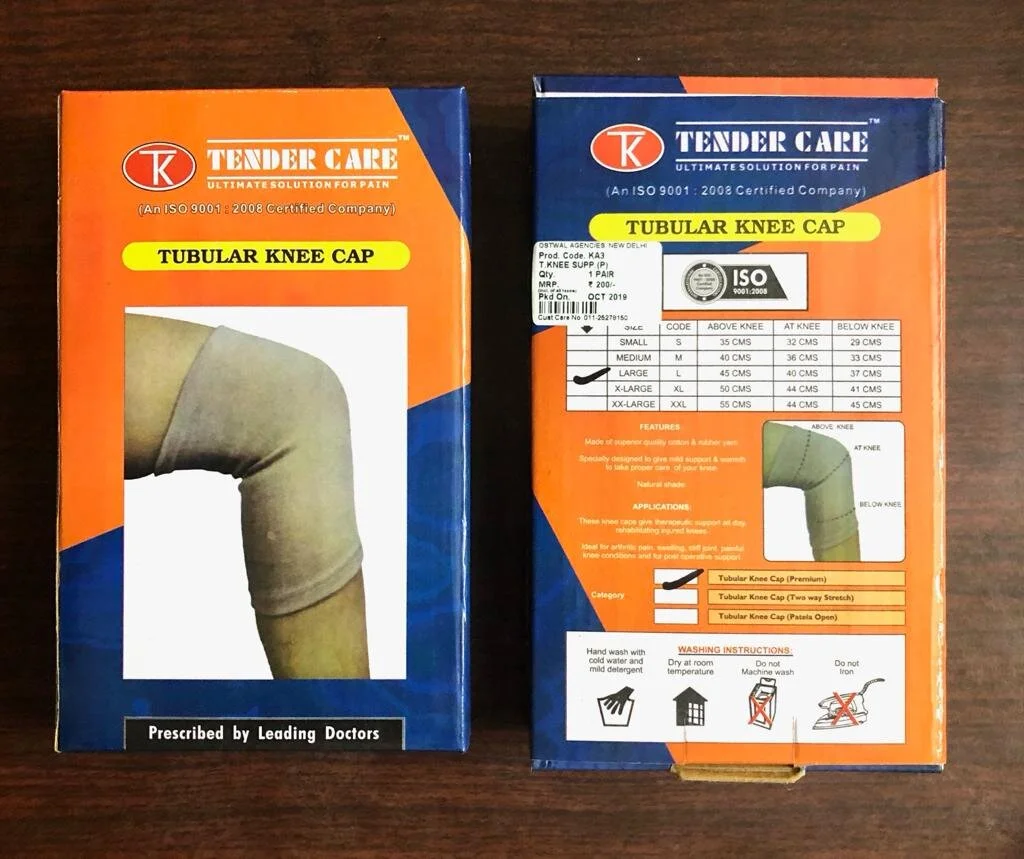 TK
TENDER CARE™
ULTIMATE SOLUTION FOR PAIN
(An ISO 9001 : 2008 Certified Company)
TUBULAR KNEE CAP
Prescribed by Leading Doctors
TK
TENDER CARE™
ULTIMATE SOLUTION FOR PAIN
(An ISO 9001 : 2008 Certified Company)
TUBULAR KNEE CAP
OSTWAL AGENCIES NEW DELHI
Prod. Code. KA3
T.KNEE SUPP.(P)
Qty. 1 PAIR
MRP. ₹ 200/-
(incl. of all taxes)
Pkd On. OCT 2019
Cust Care No. 011-25278150
ISO
9001:2008
SIZE CODE ABOVE KNEE AT KNEE BELOW KNEE
SMALL S 35 CMS 32 CMS 29 CMS
MEDIUM M 40 CMS 36 CMS 33 CMS
LARGE L 45 CMS 40 CMS 37 CMS
X-LARGE XL 50 CMS 44 CMS 41 CMS
XX-LARGE XXL 55 CMS 44 CMS 45 CMS
FEATURES:
Made of superior quality cotton & rubber yarn.
Specially designed to give mild support & warmth
to take proper care of your knee.
Natural shade
APPLICATIONS:
These knee caps give therapeutic support all day,
rehabilitating injured knees.
Ideal for arthritic pain, swelling, stiff joint, painful
knee conditions and for post operative support.
ABOVE KNEE
AT KNEE
BELOW KNEE
Category
Tubular Knee Cap (Premium)
Tubular Knee Cap (Two way Stretch)
Tubular Knee Cap (Patela Open)
WASHING INSTRUCTIONS:
Hand wash with
cold water and
mild detergent
Dry at room
temperature
Do not
Machine wash
Do not
Iron